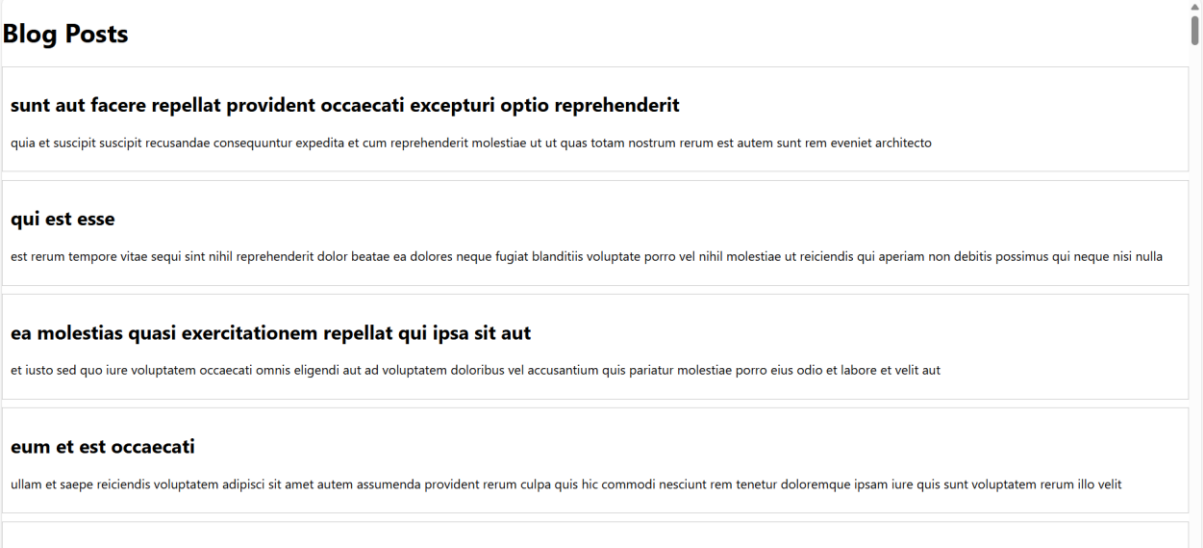 Blog Posts
sunt aut facere repellat provident occaecati excepturi optio reprehenderit
quia et suscipit suscipit recusandae consequuntur expedita et cum reprehenderit molestiae ut ut quas totam nostrum rerum est autem sunt rem eveniet architecto
qui est esse
est rerum tempore vitae sequi sint nihil reprehenderit dolor beatae ea dolores neque fugiat blanditiis voluptate porro vel nihil molestiae ut reiciendis qui aperiam non debitis possimus qui neque nisi nulla
ea molestias quasi exercitationem repellat qui ipsa sit aut
et iusto sed quo iure voluptatem occaecati omnis eligendi aut ad voluptatem doloribus vel accusantium quis pariatur molestiae porro eius odio et labore et velit aut
eum et est occaecati
ullam et saepe reiciendis voluptatem adipisci sit amet autem assumenda provident rerum culpa quis hic commodi nesciunt rem tenetur doloremque ipsam iure quis sunt voluptatem rerum illo velit